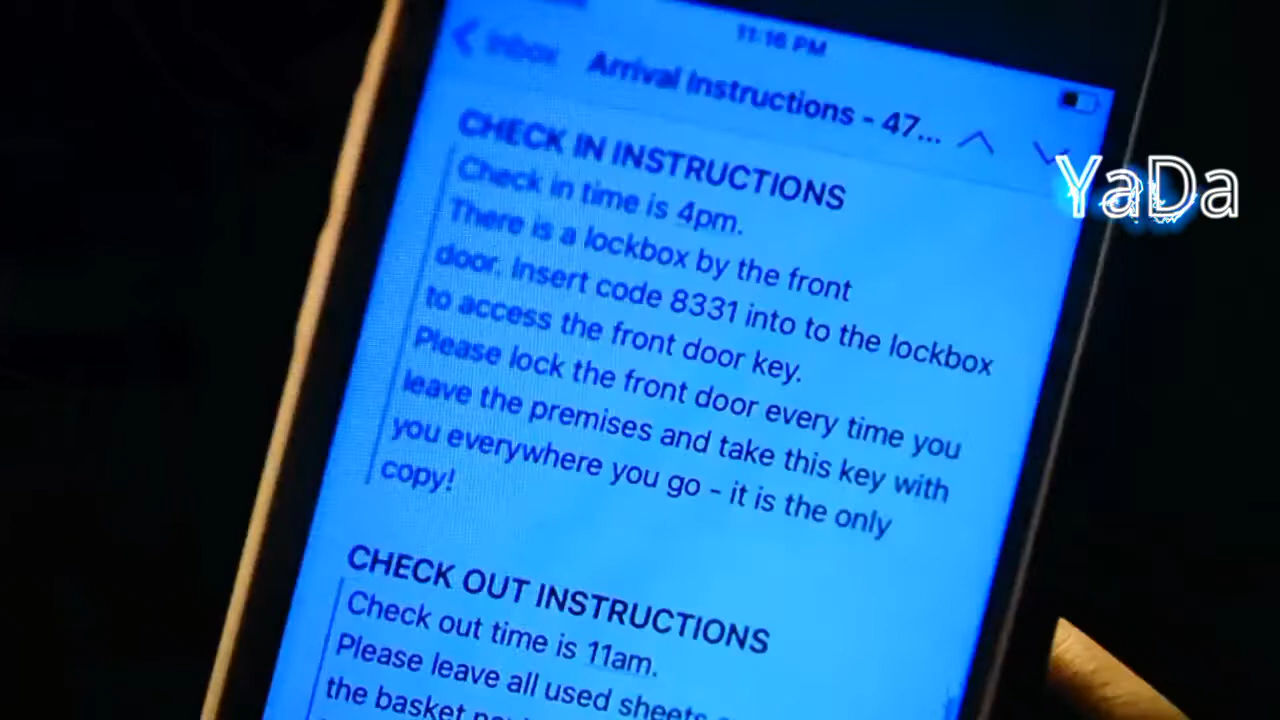 11:16 PM
Inbox
Arrival Instructions - 47...
CHECK IN INSTRUCTIONS
Check in time is 4pm.
There is a lockbox by the front
door. Insert code 8331 into to the lockbox
to access the front door key.
Please lock the front door every time you
leave the premises and take this key with
you everywhere you go - it is the only
copy!
CHECK OUT INSTRUCTIONS
Check out time is 11am.
Please leave all used sheets
the basket
YaDa